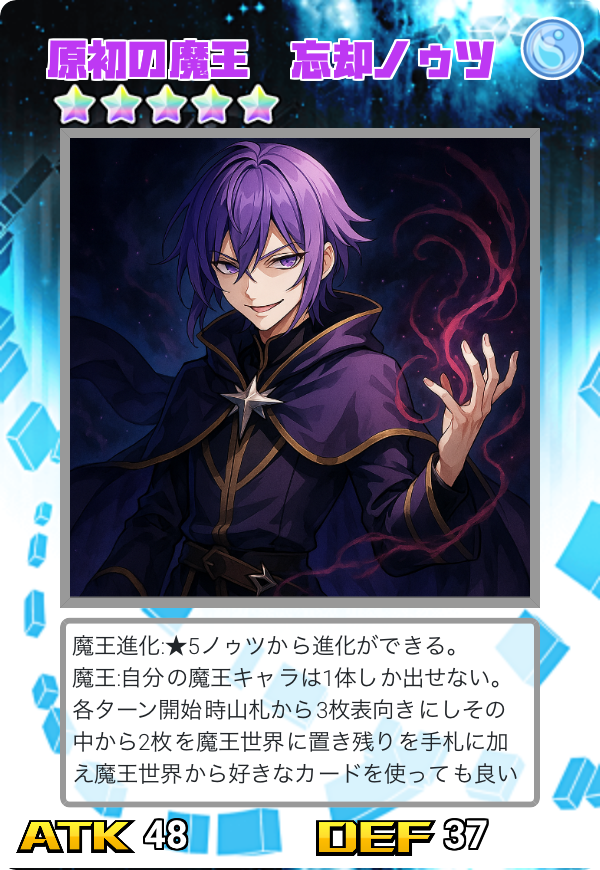 原初の魔王　忘却ノゥツ
魔王進化:★5ノゥツから進化ができる。
魔王:自分の魔王キャラは1体しか出せない。
各ターン開始時山札から3枚表向きにしその
中から2枚を魔王世界に置き残りを手札に加
え魔王世界から好きなカードを使っても良い
ATK 48 DEF 37